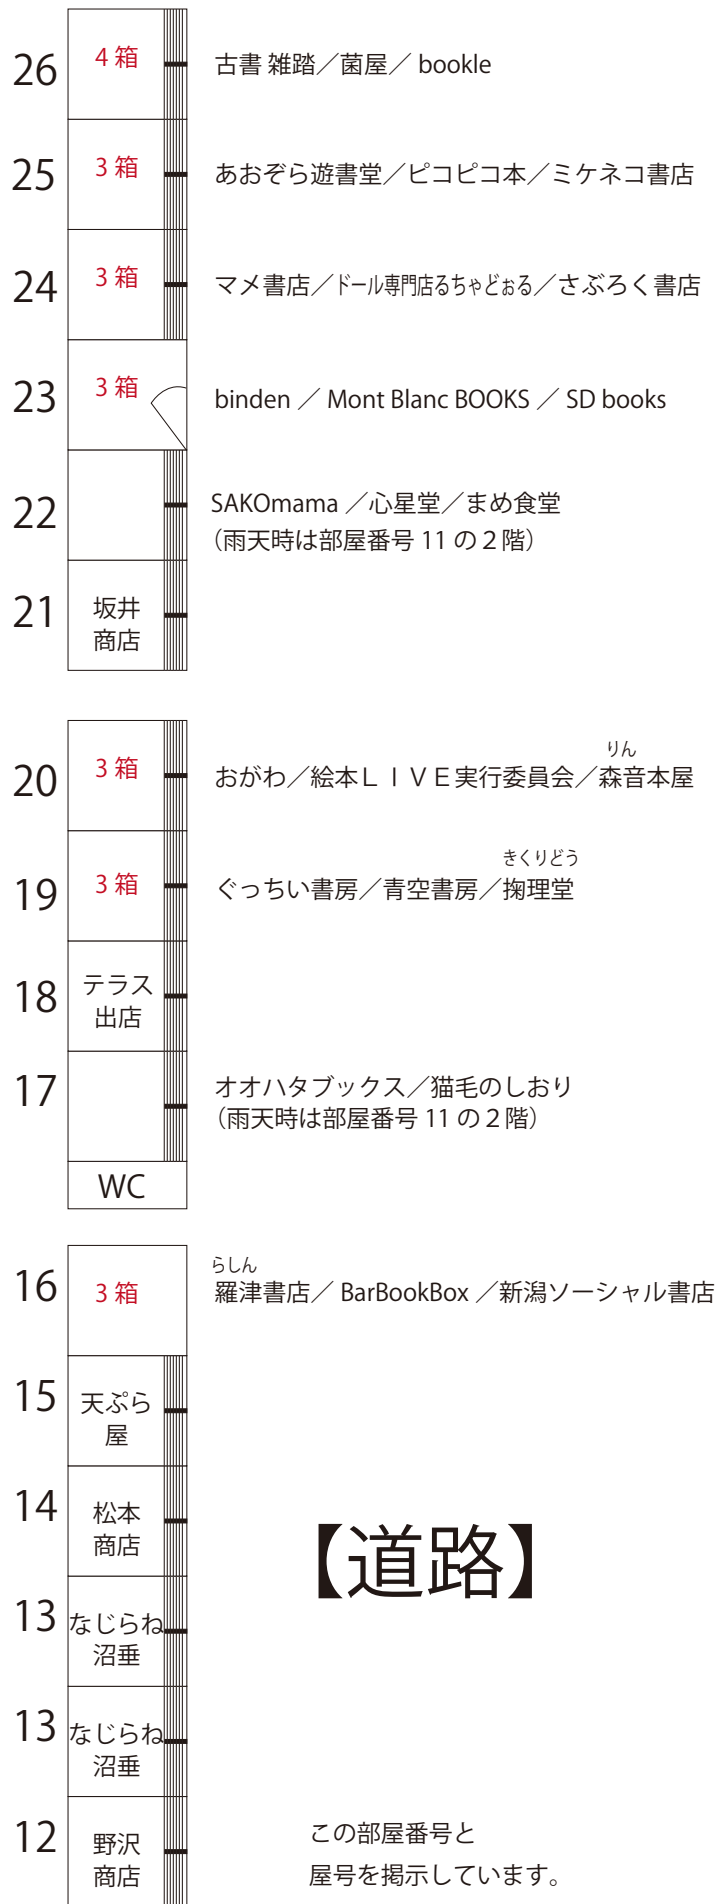 26
4 箱
古書 雑踏／菌屋／ bookle
25
3 箱
あおぞら遊書堂／ピコピコ本／ミケネコ書店
24
3 箱
マメ書店／ドール専門店るちゃどぉる／さぶろく書店
23
3 箱
binden ／ Mont Blanc BOOKS ／ SD books
22
SAKOmama ／心星堂／まめ食堂
（雨天時は部屋番号 11 の２階）
21
坂井
商店
りん
20
3 箱
おがわ／絵本ＬＩＶＥ実行委員会／森音本屋
きくりどう
19
3 箱
ぐっちい書房／青空書房／掬理堂
18
テラス
出店
17
オオハタブックス／猫毛のしおり
（雨天時は部屋番号 11 の２階）
WC
らしん
16
3 箱
羅津書店／ BarBookBox ／新潟ソーシャル書店
15
天ぷら
屋
14
松本
商店
【道路】
13
なじらね
沼垂
13
なじらね
沼垂
12
野沢
商店
この部屋番号と
屋号を掲示しています。